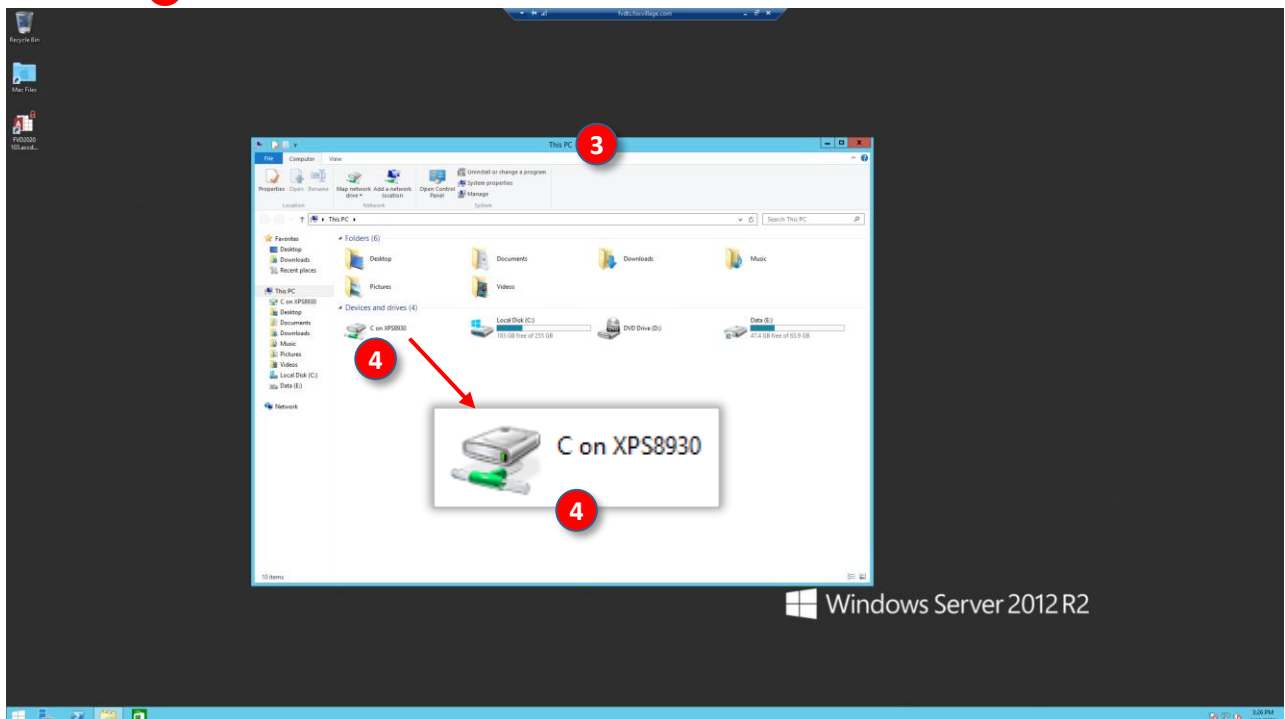 fvdts.foxvillage.com
Recycle Bin
Mac Files
FVD2020
103.accd...
This PC
3
File Computer View
Properties Open Rename
Map network drive
Add a network location
Open Control Panel
Uninstall or change a program
System properties
Manage
Location Network System
This PC
Search This PC
Favorites
Desktop
Downloads
Recent places
This PC
C on XPS8930
Desktop
Documents
Downloads
Music
Pictures
Videos
Local Disk (C:)
Data (E:)
Network
Folders (6)
Desktop Documents Downloads Music
Pictures Videos
Devices and drives (4)
C on XPS8930
Local Disk (C:)
183 GB free of 255 GB
DVD Drive (D:)
Data (E:)
47.4 GB free of 63.9 GB
4
C on XPS8930
4
10 items
Windows Server 2012 R2
3:26 PM